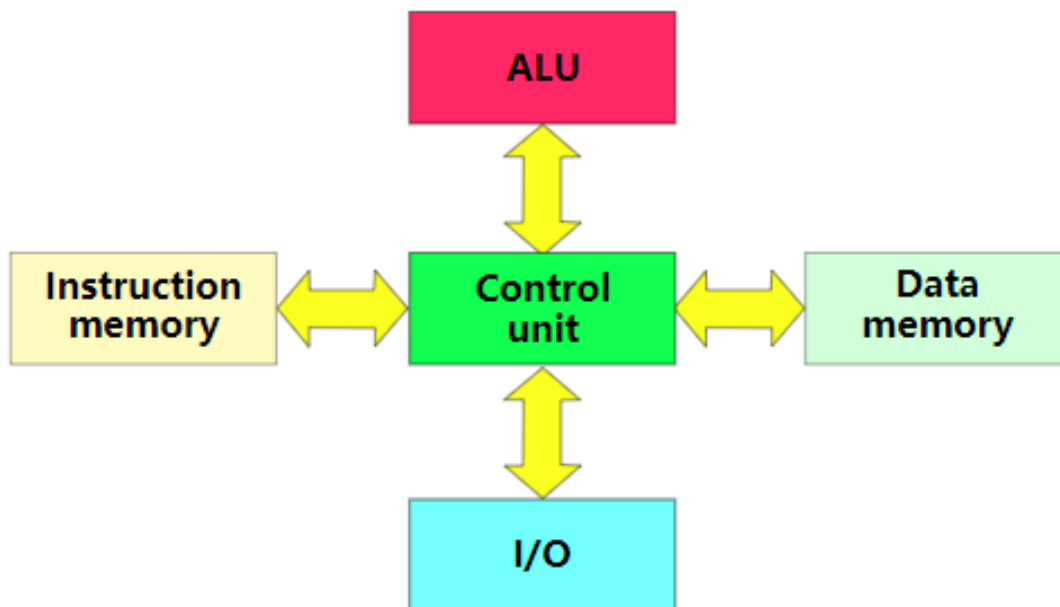 ALU
Instruction
memory
Control
unit
Data
memory
I/O